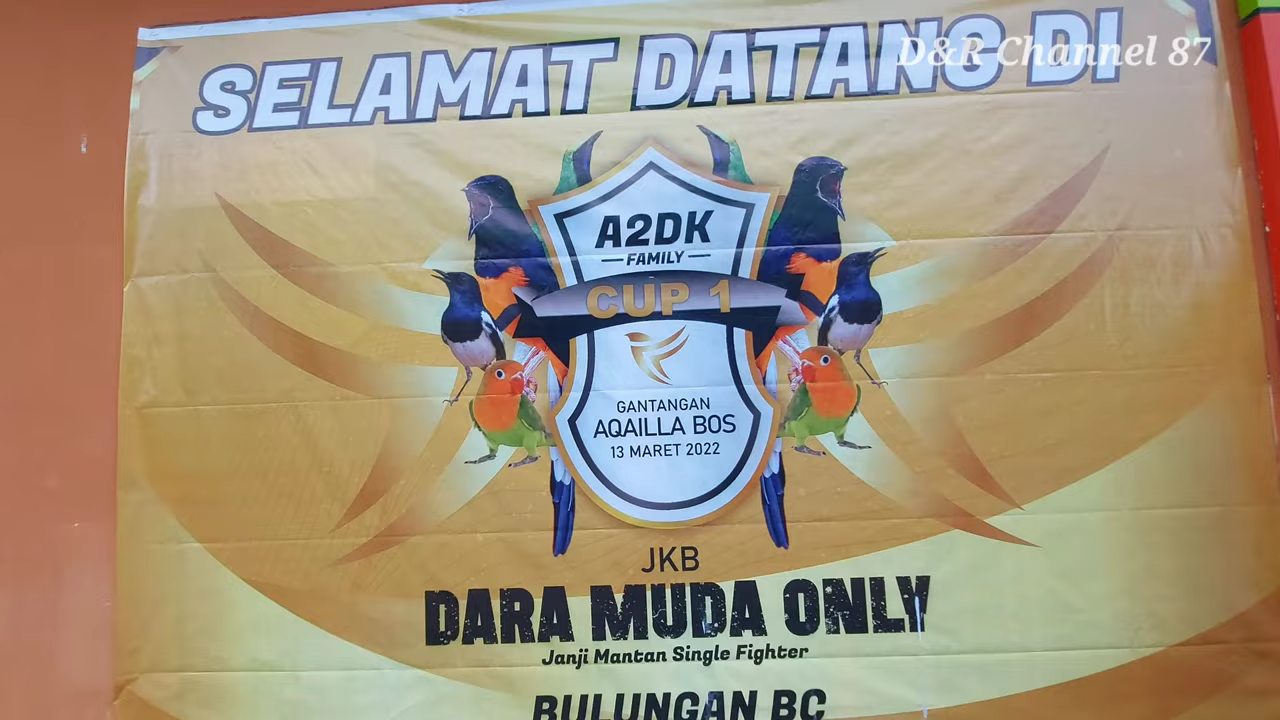 SELAMAT DATANG DI
D&R Channel 87
A2DK
FAMILY
CUP 1
GANTANGAN
AQAILLA BOS
13 MARET 2022
JKB
DARA MUDA ONLY
Janji Mantan Single Fighter
BULUNGAN BC